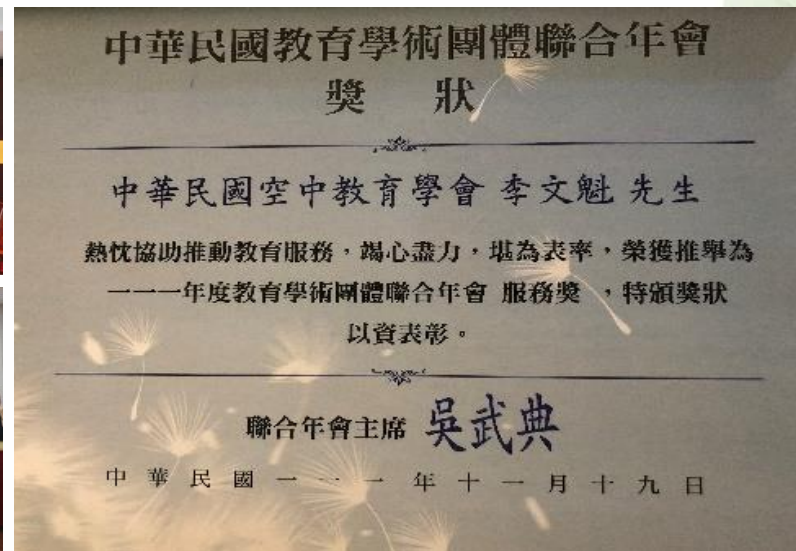 中華民國教育學術團體聯合年會
獎 狀
中華民國空中教育學會 李文魁 先生
熱忱協助推動教育服務，竭心盡力，堪為表率，榮獲推舉為
一一一年度教育學術團體聯合年會 服務獎 ，特頒獎狀
以資表彰。
聯合年會主席 吳武典
中華民國一一一年十一月十九日